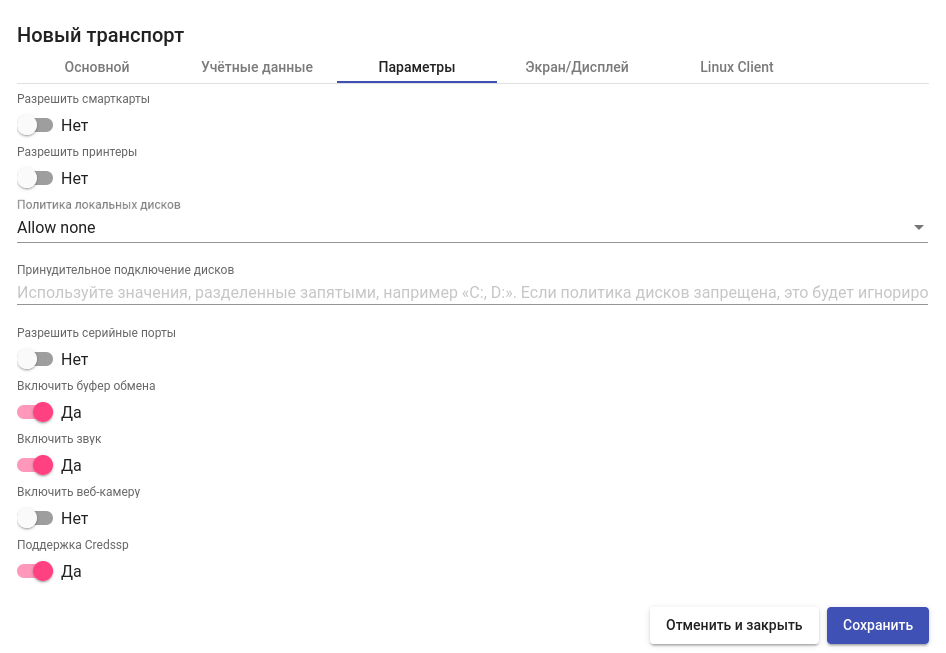 Новый транспорт
Основной Учётные данные Параметры Экран/Дисплей Linux Client
Разрешить смарткарты
Нет
Разрешить принтеры
Нет
Политика локальных дисков
Allow none
Принудительное подключение дисков
Используйте значения, разделенные запятыми, например «C:, D:». Если политика дисков запрещена, это будет игнориро
Разрешить серийные порты
Нет
Включить буфер обмена
Да
Включить звук
Да
Включить веб-камеру
Нет
Поддержка Credssp
Да
Отменить и закрыть Сохранить